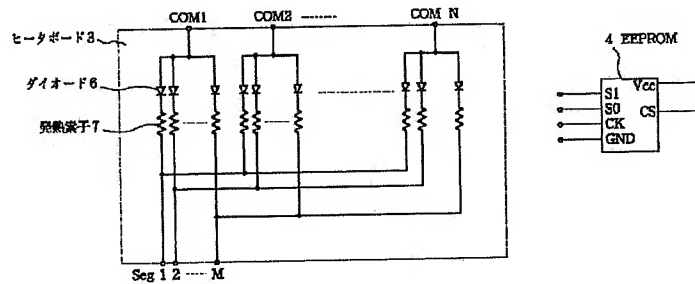 COM1 COM2 COM N
ヒータボード3
ダイオード6
発熱素子7
Seg 1 2 M
4 EEPROM
Vcc
S1
S0
CS
CK
GND